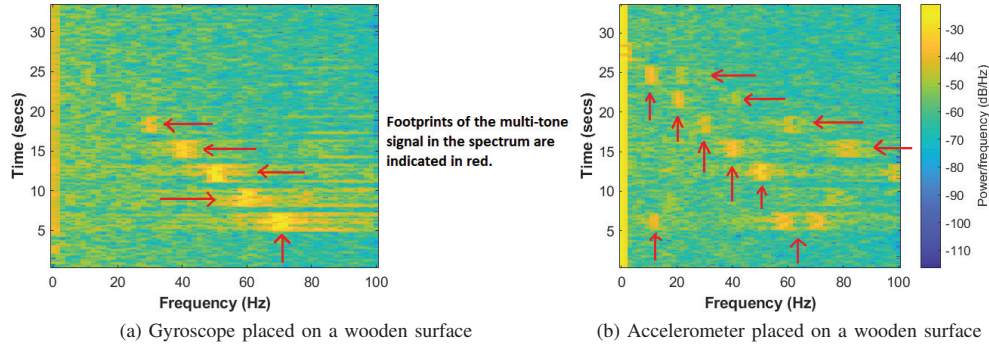 30
25
20
15
10
5
Time (secs)
0 20 40 60 80 100
Frequency (Hz)
(a) Gyroscope placed on a wooden surface
Footprints of the multi-tone
signal in the spectrum are
indicated in red.
30
25
20
15
10
5
Time (secs)
0 20 40 60 80 100
Frequency (Hz)
(b) Accelerometer placed on a wooden surface
-30
-40
-50
-60
-70
-80
-90
-100
-110
Power/frequency (dB/Hz)